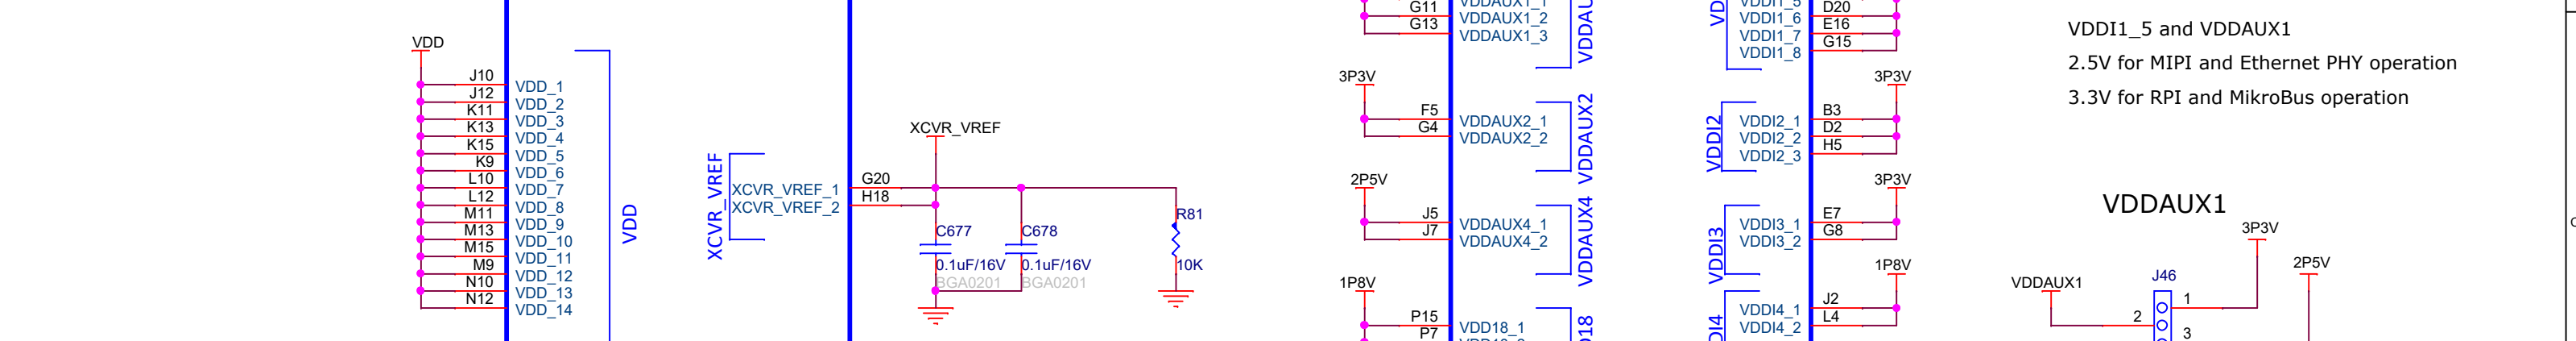 VDD
J10 VDD_1
J12 VDD_2
K11 VDD_3
K13 VDD_4
K15 VDD_5
K9 VDD_6
L10 VDD_7
L12 VDD_8
M11 VDD_9
M13 VDD_10
M15 VDD_11
M9 VDD_12
N10 VDD_13
N12 VDD_14
VDD
XCVR_VREF
XCVR_VREF
XCVR_VREF_1 G20
XCVR_VREF_2 H18
C677
0.1uF/16V
BGA0201
C678
0.1uF/16V
BGA0201
R81
10K
VDDAUX1_1
G11 VDDAUX1_2
G13 VDDAUX1_3
3P3V
F5 VDDAUX2_1
G4 VDDAUX2_2
VDDAUX2
2P5V
J5 VDDAUX4_1
J7 VDDAUX4_2
VDDAUX4
1P8V
P15 VDD18_1
P7
VDDI1_5 D20
VDDI1_6 E16
VDDI1_7 G15
VDDI1_8
3P3V
VDDI2
VDDI2_1 B3
VDDI2_2 D2
VDDI2_3 H5
3P3V
VDDI3
VDDI3_1 E7
VDDI3_2 G8
1P8V
VDDI4_1 J2
VDDI4_2 L4
VDDI1_5 and VDDAUX1
2.5V for MIPI and Ethernet PHY operation
3.3V for RPI and MikroBus operation
VDDAUX1
3P3V
2P5V
VDDAUX1
J46
1
2
3